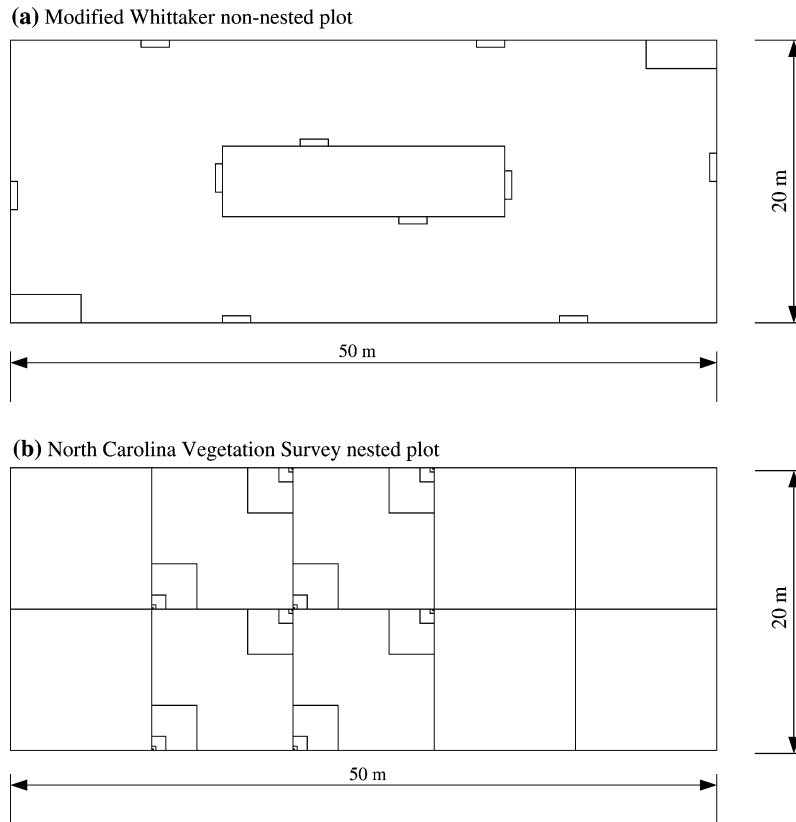 (a) Modified Whittaker non-nested plot
20 m
50 m
(b) North Carolina Vegetation Survey nested plot
20 m
50 m